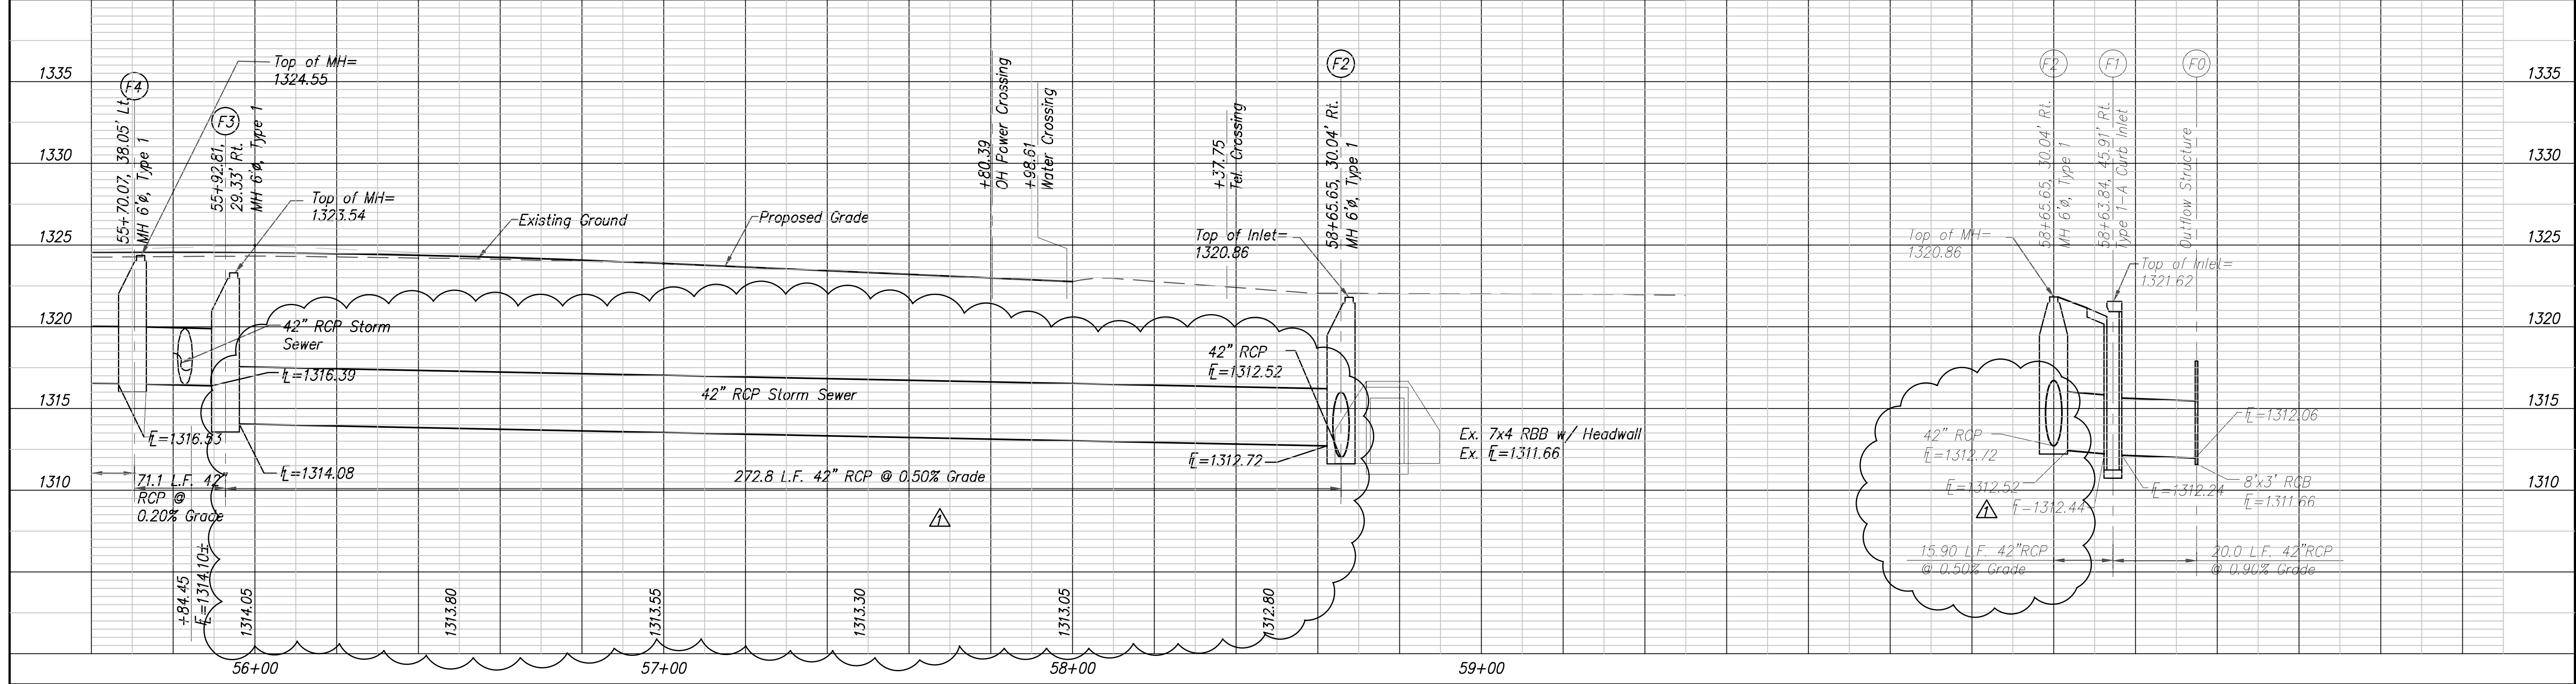 1335
1330
1325
1320
1315
1310
F4
55+70.07, 38.05' Lt.
MH 6'ø, Type 1
Top of MH=
1324.55
F3
55+92.81,
29.33' Rt.
MH 6'ø, Type 1
Top of MH=
1323.54
Existing Ground
Proposed Grade
+80.39
OH Power Crossing
+98.61
Water Crossing
+37.75
Tel. Crossing
F2
58+65.65, 30.04' Rt.
MH 6'ø, Type 1
Top of Inlet=
1320.86
42" RCP Storm
Sewer
FL=1316.39
FL=1316.53
FL=1314.08
71.1 L.F. 42"
RCP @
0.20% Grade
42" RCP Storm Sewer
272.8 L.F. 42" RCP @ 0.50% Grade
1
42" RCP
FL=1312.52
FL=1312.72
Ex. 7x4 RBB w/ Headwall
Ex. FL=1311.66
+84.45
FL=1314.10±
1314.05
1313.80
1313.55
1313.30
1313.05
1312.80
56+00
57+00
58+00
59+00
F2
58+65.65, 30.04' Rt.
MH 6'ø, Type 1
F1
58+63.84, 45.91' Rt.
Type 1-A Curb Inlet
F0
Outflow Structure
Top of MH=
1320.86
Top of Inlet=
1321.62
42" RCP
FL=1312.72
FL=1312.52
1
FL=1312.44
FL=1312.24
FL=1312.06
8'x3' RCB
FL=1311.66
15.90 L.F. 42"RCP
@ 0.50% Grade
20.0 L.F. 42"RCP
@ 0.90% Grade
1335
1330
1325
1320
1315
1310